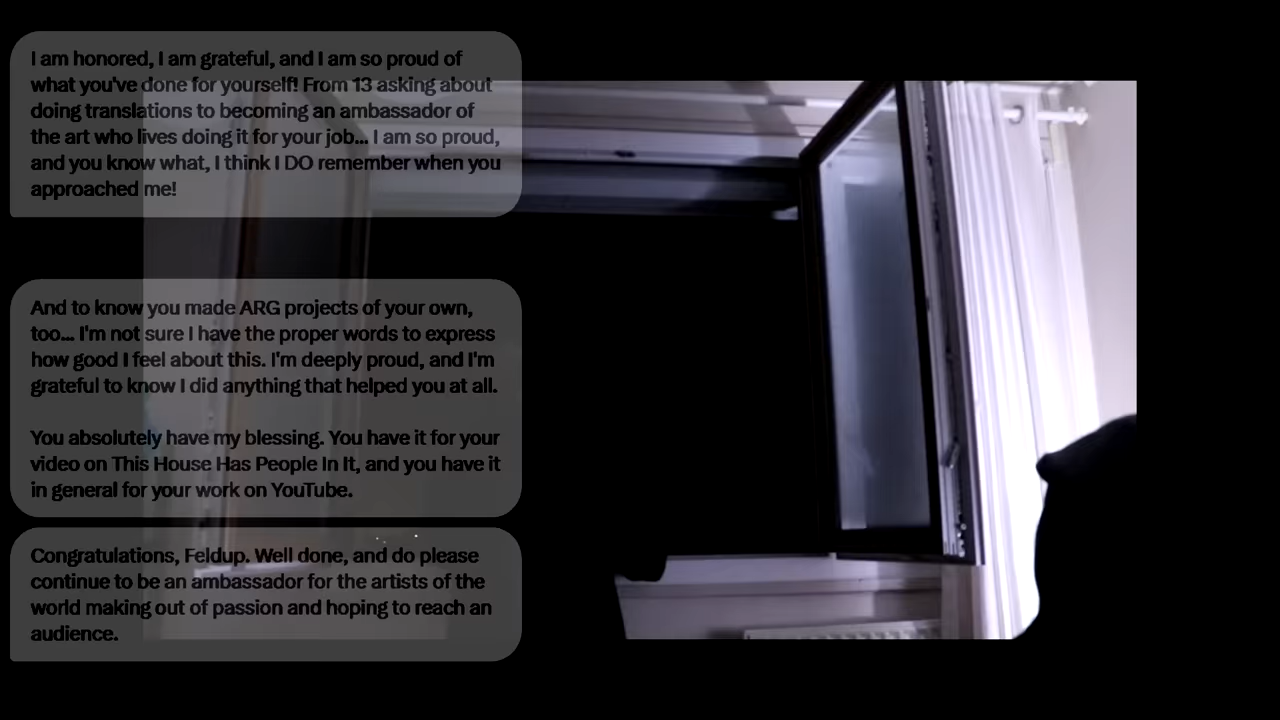 I am honored, I am grateful, and I am so proud of
what you've done for yourself! From 13 asking about
doing translations to becoming an ambassador of
the art who lives doing it for your job... I am so proud,
and you know what, I think I DO remember when you
approached me!
And to know you made ARG projects of your own,
too... I'm not sure I have the proper words to express
how good I feel about this. I'm deeply proud, and I'm
grateful to know I did anything that helped you at all.
You absolutely have my blessing. You have it for your
video on This House Has People In It, and you have it
in general for your work on YouTube.
Congratulations, Feldup. Well done, and do please
continue to be an ambassador for the artists of the
world making out of passion and hoping to reach an
audience.